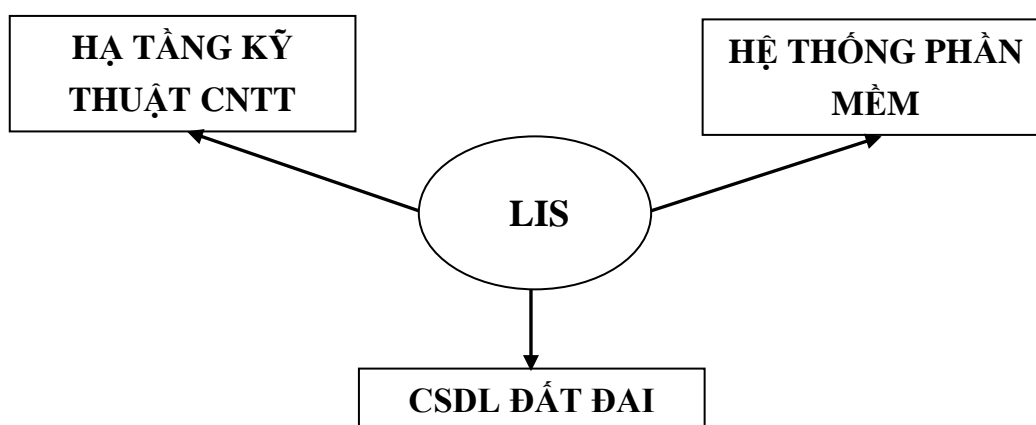 HẠ TẦNG KỸ
THUẬT CNTT
HỆ THỐNG PHẦN
MỀM
LIS
CSDL ĐẤT ĐAI